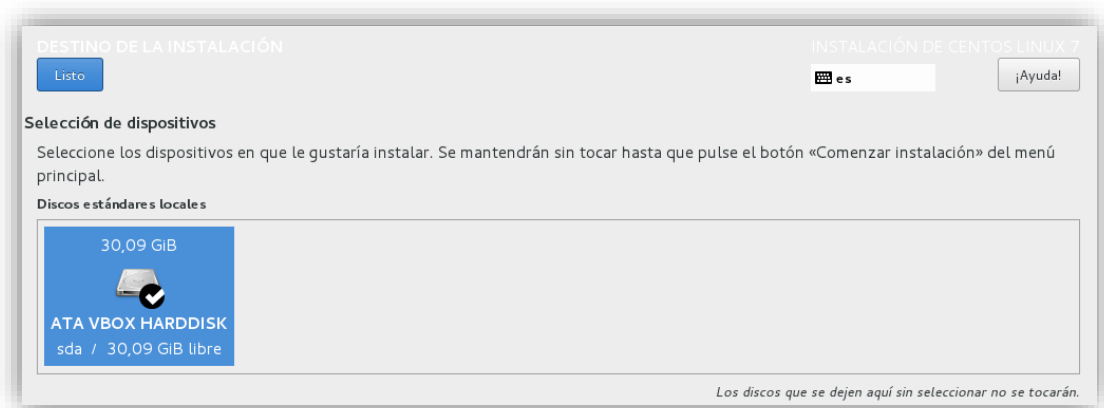 DESTINO DE LA INSTALACIÓN
INSTALACIÓN DE CENTOS LINUX 7
Listo
es
¡Ayuda!
Selección de dispositivos
Seleccione los dispositivos en que le gustaría instalar. Se mantendrán sin tocar hasta que pulse el botón «Comenzar instalación» del menú
principal.
Discos estándares locales
30,09 GiB
ATA VBOX HARDDISK
sda / 30,09 GiB libre
Los discos que se dejen aquí sin seleccionar no se tocarán.